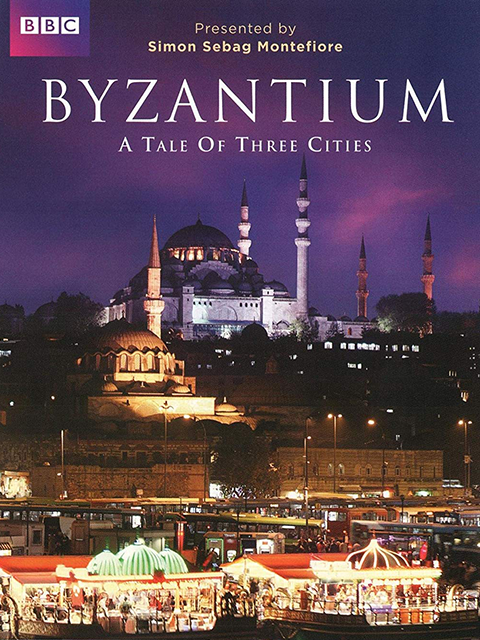 BBC
Presented by
Simon Sebag Montefiore
BYZANTIUM
A TALE OF THREE CITIES